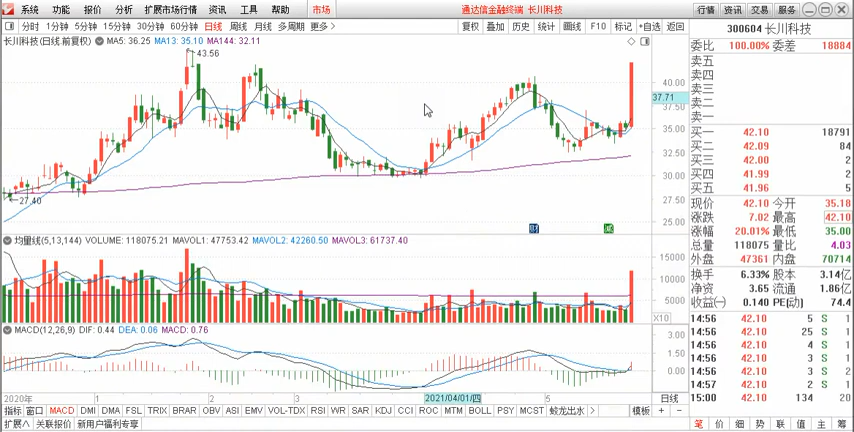 系统 功能 报价 分析 扩展市场行情 资讯 工具 帮助 市场 通达信金融终端 长川科技 行情 资讯 交易 服务
分时 1分钟 5分钟 15分钟 30分钟 60分钟 日线 周线 月线 多周期 更多> 复权 叠加 历史 统计 画线 F10 标记 +自选 返回
300604 长川科技
长川科技(日线.前复权) MA5: 36.25 MA13: 35.10 MA144: 32.11
委比 100.00% 委差 18884
卖五
卖四
卖三
卖二
卖一
买一 42.10 18791
买二 42.09 84
买三 42.00 2
买四 41.99 2
买五 41.96 5
现价 42.10 今开 35.18
涨跌 7.02 最高 42.10
涨幅 20.01% 最低 35.00
总量 118075 量比 4.03
外盘 47361 内盘 70714
换手 6.33% 股本 3.14亿
净资 3.65 流通 1.86亿
收益(一) 0.140 PE(动) 74.4
14:56 42.10 5 S 1
14:56 42.10 25 S 1
14:56 42.10 4 S 1
14:56 42.10 3 S 1
14:56 42.10 3 S 1
14:57 42.10 2 S 1
15:00 42.10 134 20
笔 价 细 势 联 值 主 筹
43.56
27.40
40.00
37.71
37.50
35.00
32.50
30.00
27.50
25.00
财
减
均量线(5,13,144) VOLUME: 118075.21 MAVOL1: 47753.42 MAVOL2: 42260.50 MAVOL3: 61737.40
15000
10000
5000
X10
MACD(12,26,9) DIF: 0.44 DEA: 0.06 MACD: 0.76
3.00
1.50
0.00
2020年 1 2 3 2021/04/01/四 5 日线
指标 窗口 MACD DMI DMA FSL TRIX BRAR OBV ASI EMV VOL-TDX RSI WR SAR KDJ CCI ROC MTM BOLL PSY MCST 蛟龙出水 > 模板 + -
扩展∧ 关联报价 新用户福利专享